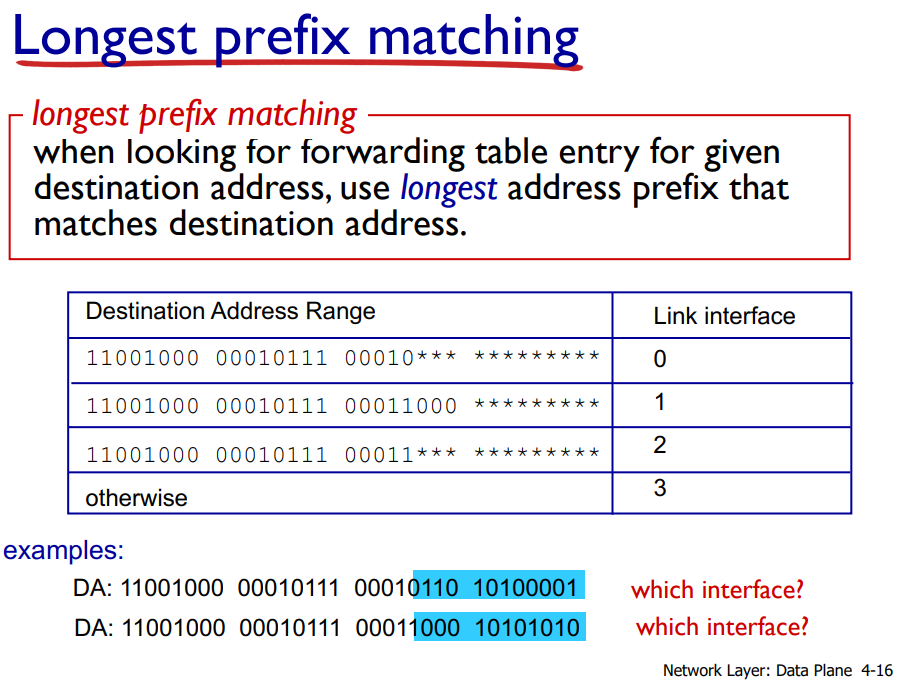 Longest prefix matching
longest prefix matching
when looking for forwarding table entry for given
destination address, use longest address prefix that
matches destination address.
Destination Address Range Link interface
11001000 00010111 00010*** ********* 0
11001000 00010111 00011000 ********* 1
11001000 00010111 00011*** ********* 2
otherwise 3
examples:
DA: 11001000 00010111 00010110 10100001 which interface?
DA: 11001000 00010111 00011000 10101010 which interface?
Network Layer: Data Plane 4-16